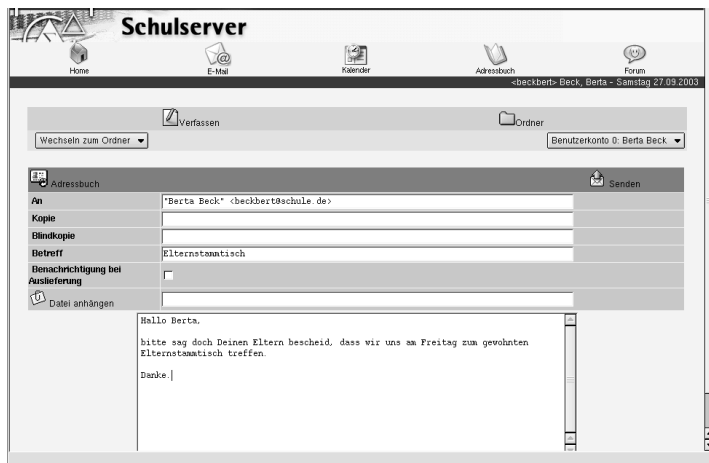 Schulserver
Home E-Mail Kalender Adressbuch Forum
<beckbert> Beck, Berta - Samstag 27.09.2003
Verfassen Ordner
Wechseln zum Ordner Benutzerkonto 0: Berta Beck
Adressbuch Senden
An "Berta Beck" <beckbert@schule.de>
Kopie
Blindkopie
Betreff Elternstammtisch
Benachrichtigung bei
Auslieferung
Datei anhängen
Hallo Berta,
bitte sag doch Deinen Eltern bescheid, dass wir uns am Freitag zum gewohnten
Elternstammtisch treffen.
Danke.